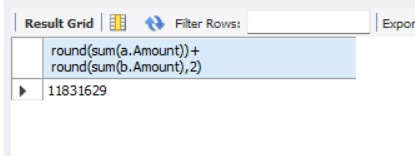 Result Grid Filter Rows: Expor
round(sum(a.Amount))+
round(sum(b.Amount),2)
11831629